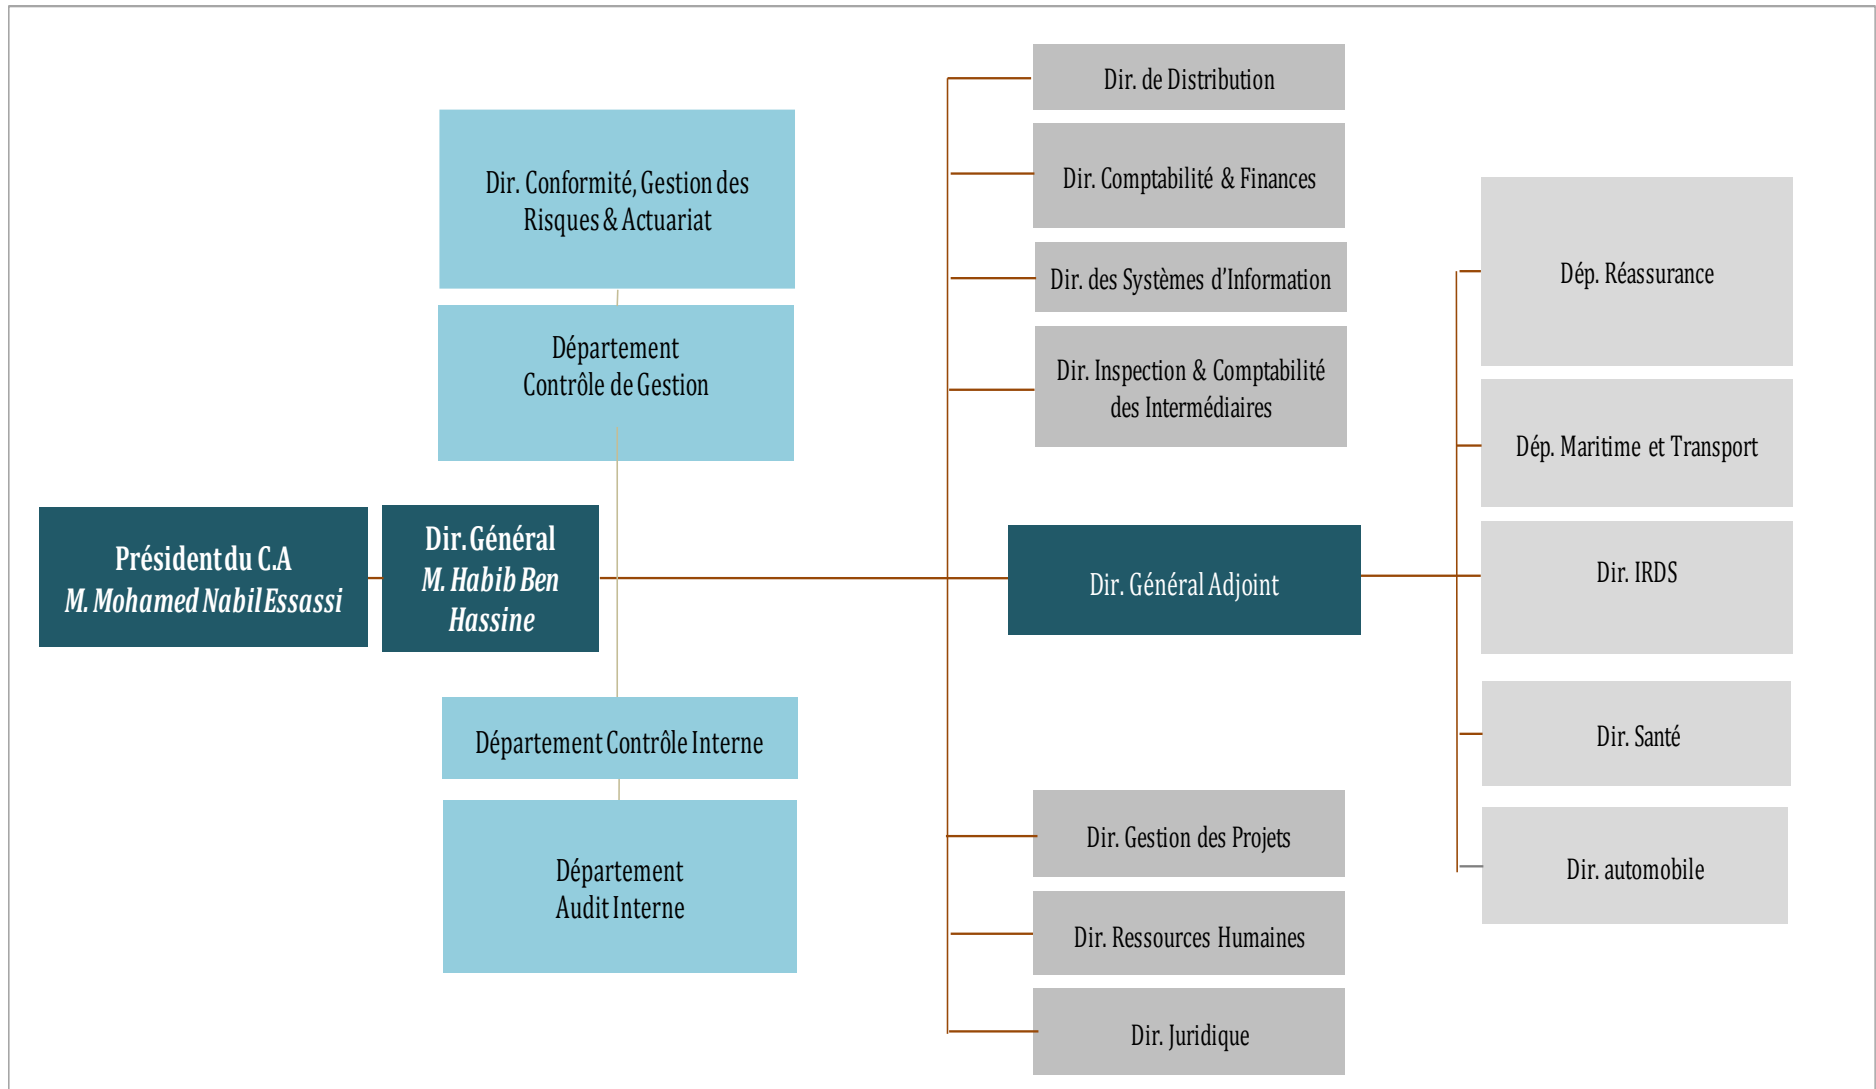 Dir. Conformité, Gestion des
Risques & Actuariat
Département
Contrôle de Gestion
Président du C.A
M. Mohamed Nabil Essassi
Dir. Général
M. Habib Ben
Hassine
Département Contrôle Interne
Département
Audit Interne
Dir. de Distribution
Dir. Comptabilité & Finances
Dir. des Systèmes d’Information
Dir. Inspection & Comptabilité
des Intermédiaires
Dir. Général Adjoint
Dir. Gestion des Projets
Dir. Ressources Humaines
Dir. Juridique
Dép. Réassurance
Dép. Maritime et Transport
Dir. IRDS
Dir. Santé
Dir. automobile